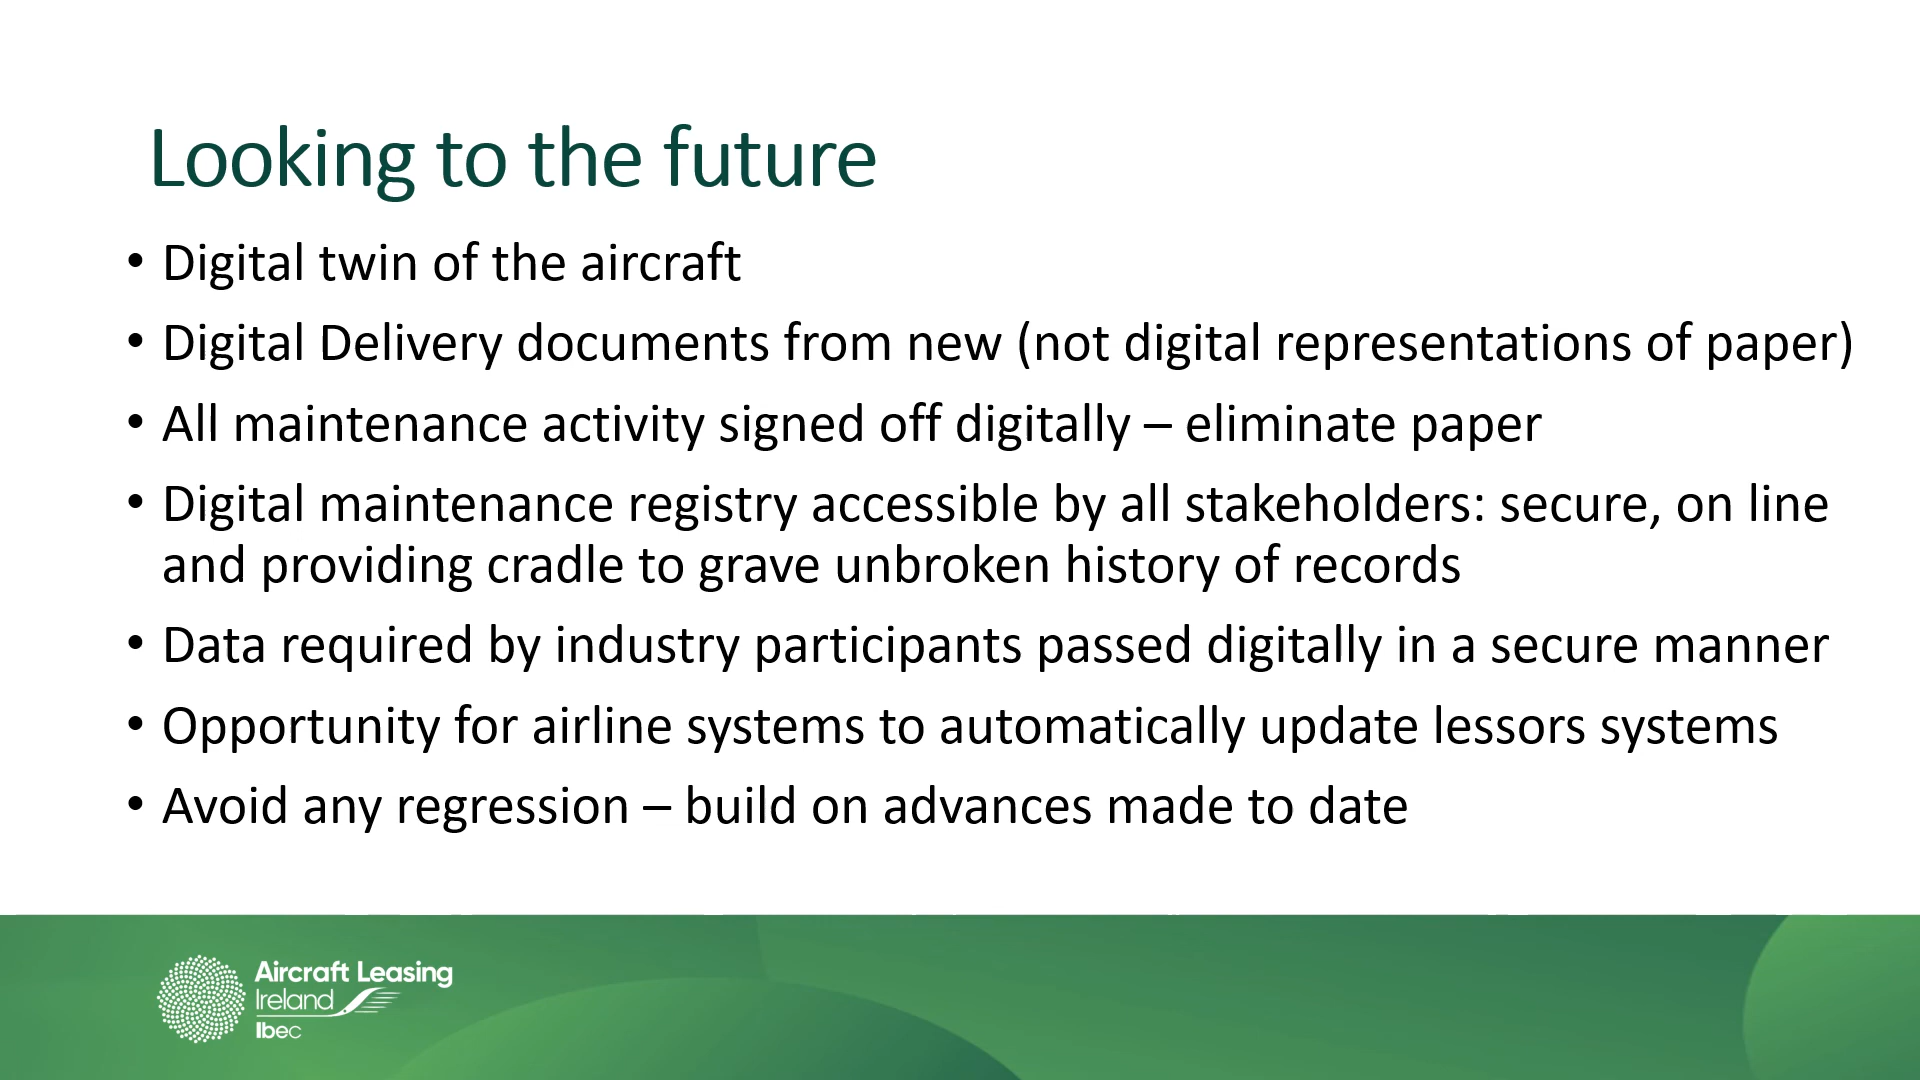 Looking to the future
• Digital twin of the aircraft
• Digital Delivery documents from new (not digital representations of paper)
• All maintenance activity signed off digitally – eliminate paper
• Digital maintenance registry accessible by all stakeholders: secure, on line
and providing cradle to grave unbroken history of records
• Data required by industry participants passed digitally in a secure manner
• Opportunity for airline systems to automatically update lessors systems
• Avoid any regression – build on advances made to date
Aircraft Leasing
Ireland
Ibec